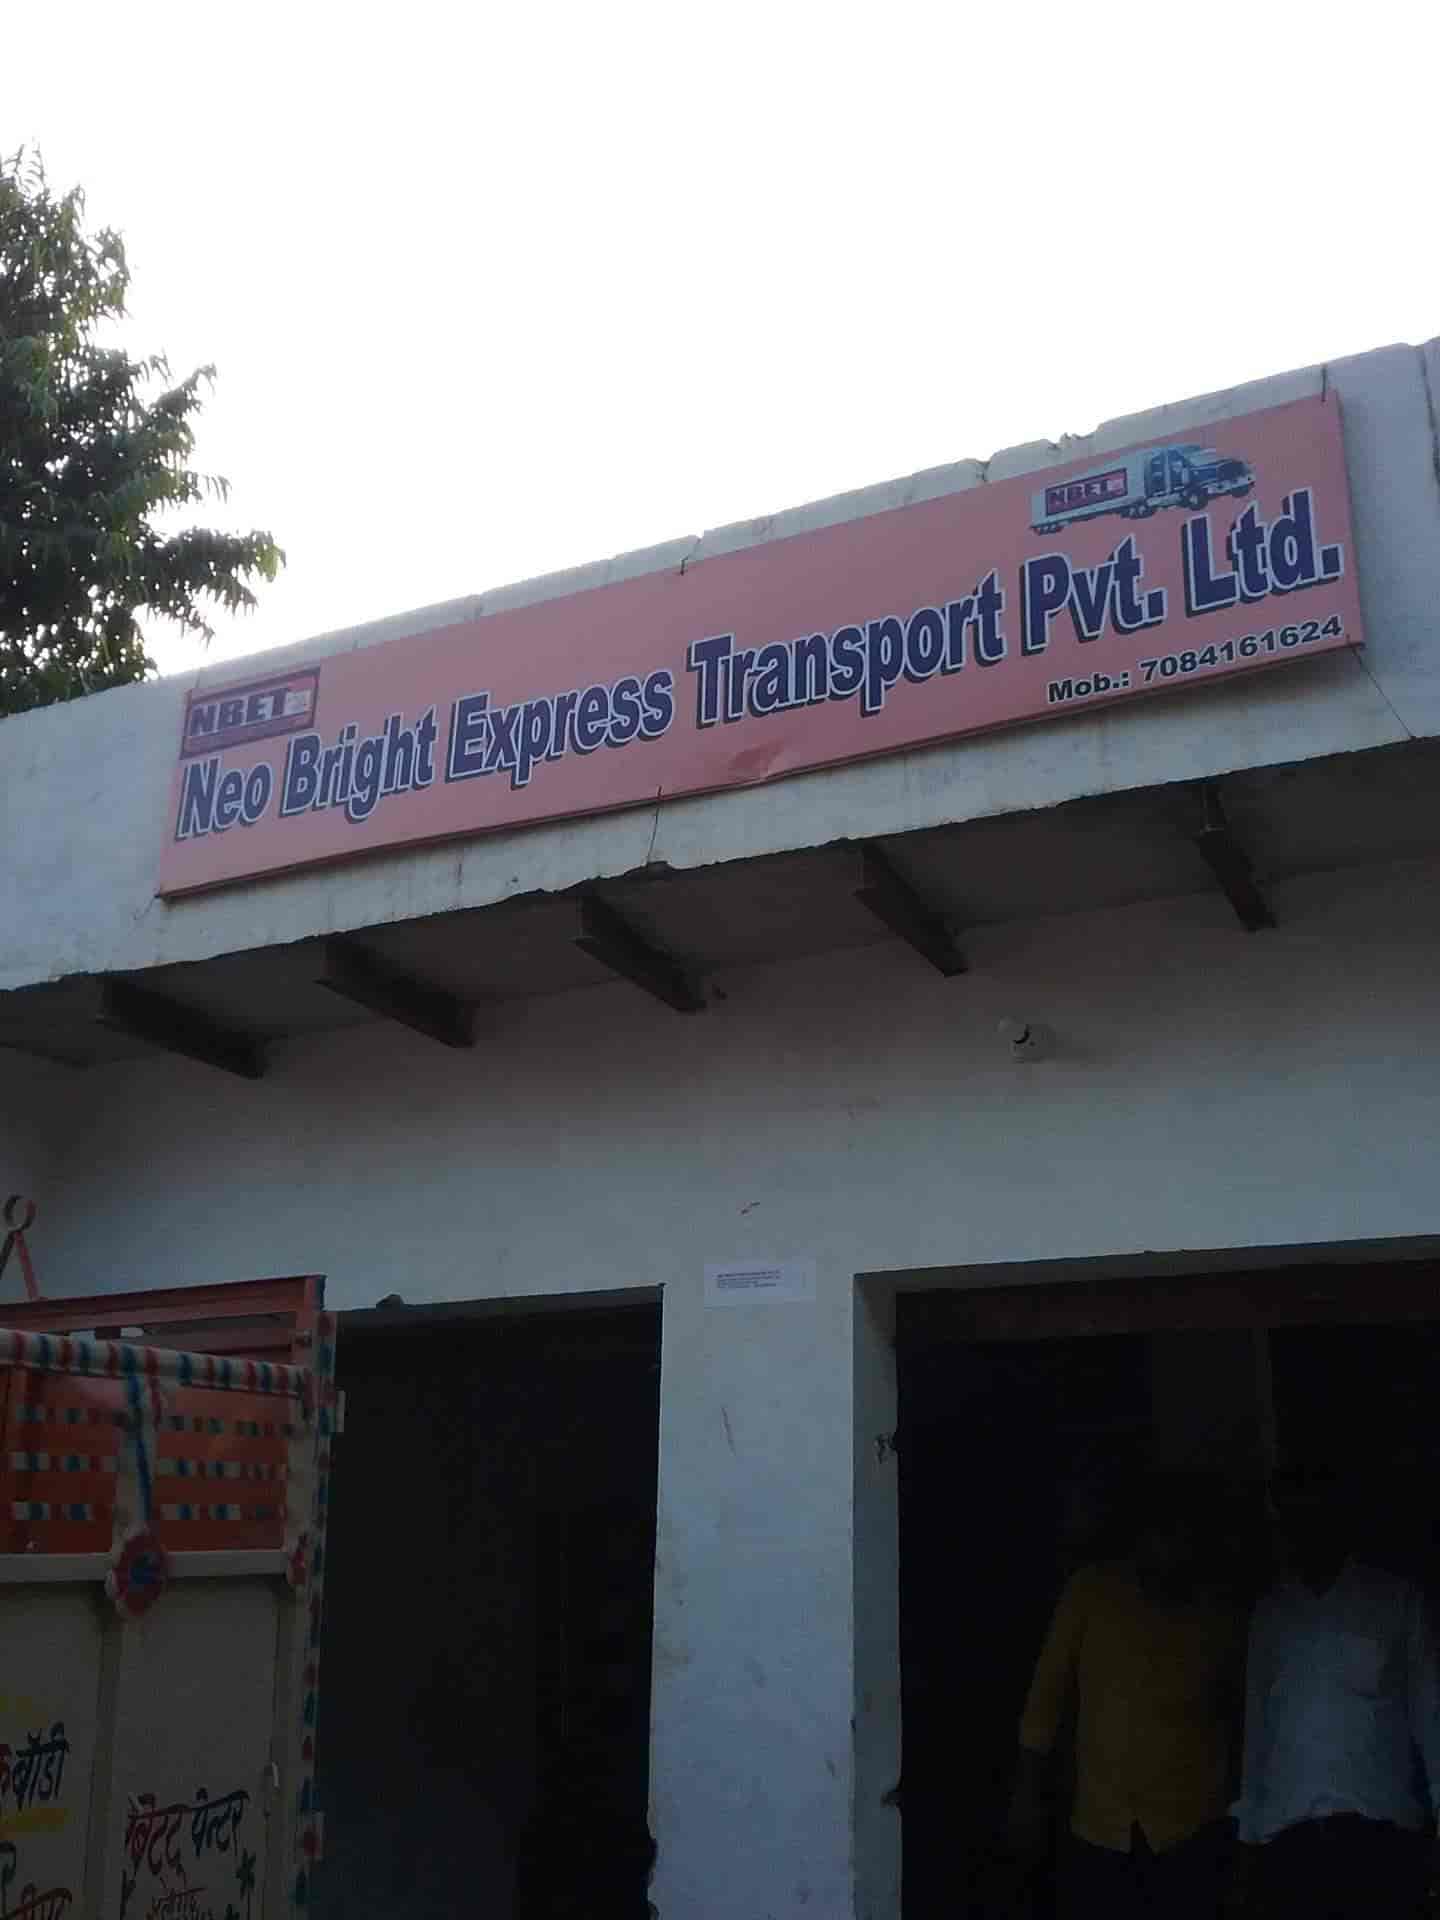 NBET
NBET
Neo Bright Express Transport Pvt. Ltd.
Mob.: 7084161624
बॉडी
पेन्टर